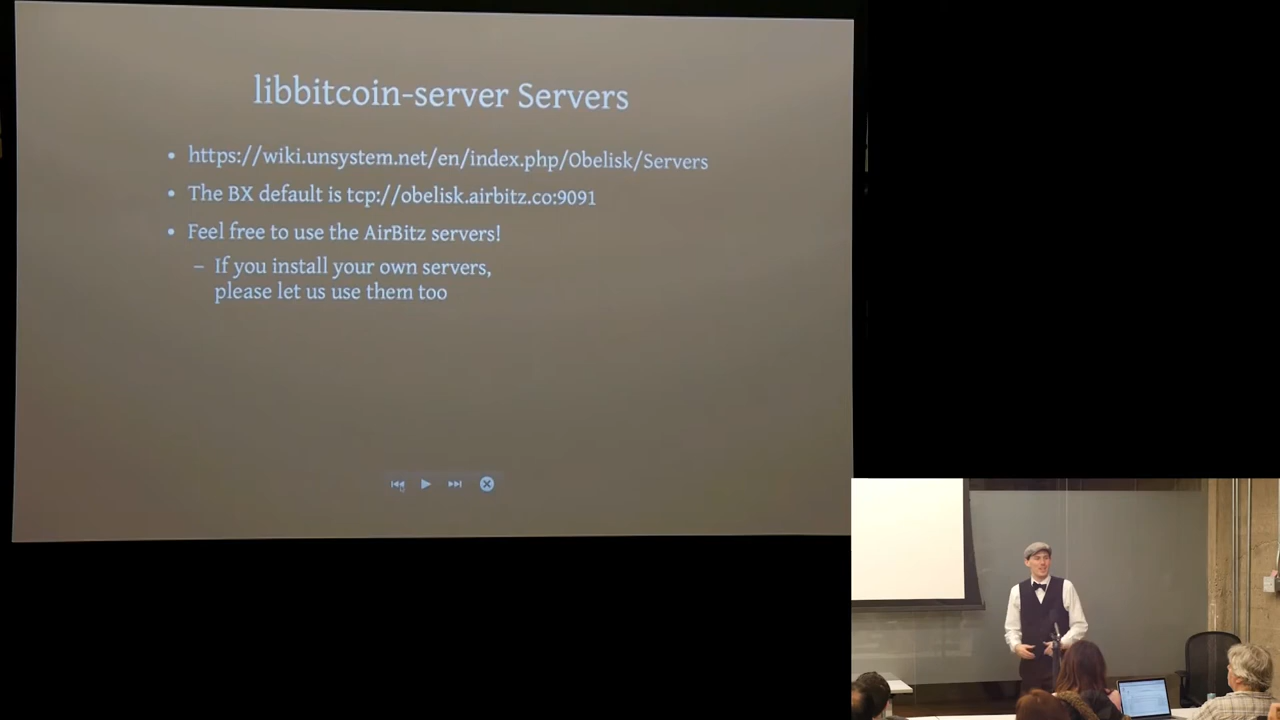 libbitcoin-server Servers
• https://wiki.unsystem.net/en/index.php/Obelisk/Servers
• The BX default is tcp://obelisk.airbitz.co:9091
• Feel free to use the AirBitz servers!
– If you install your own servers,
please let us use them too